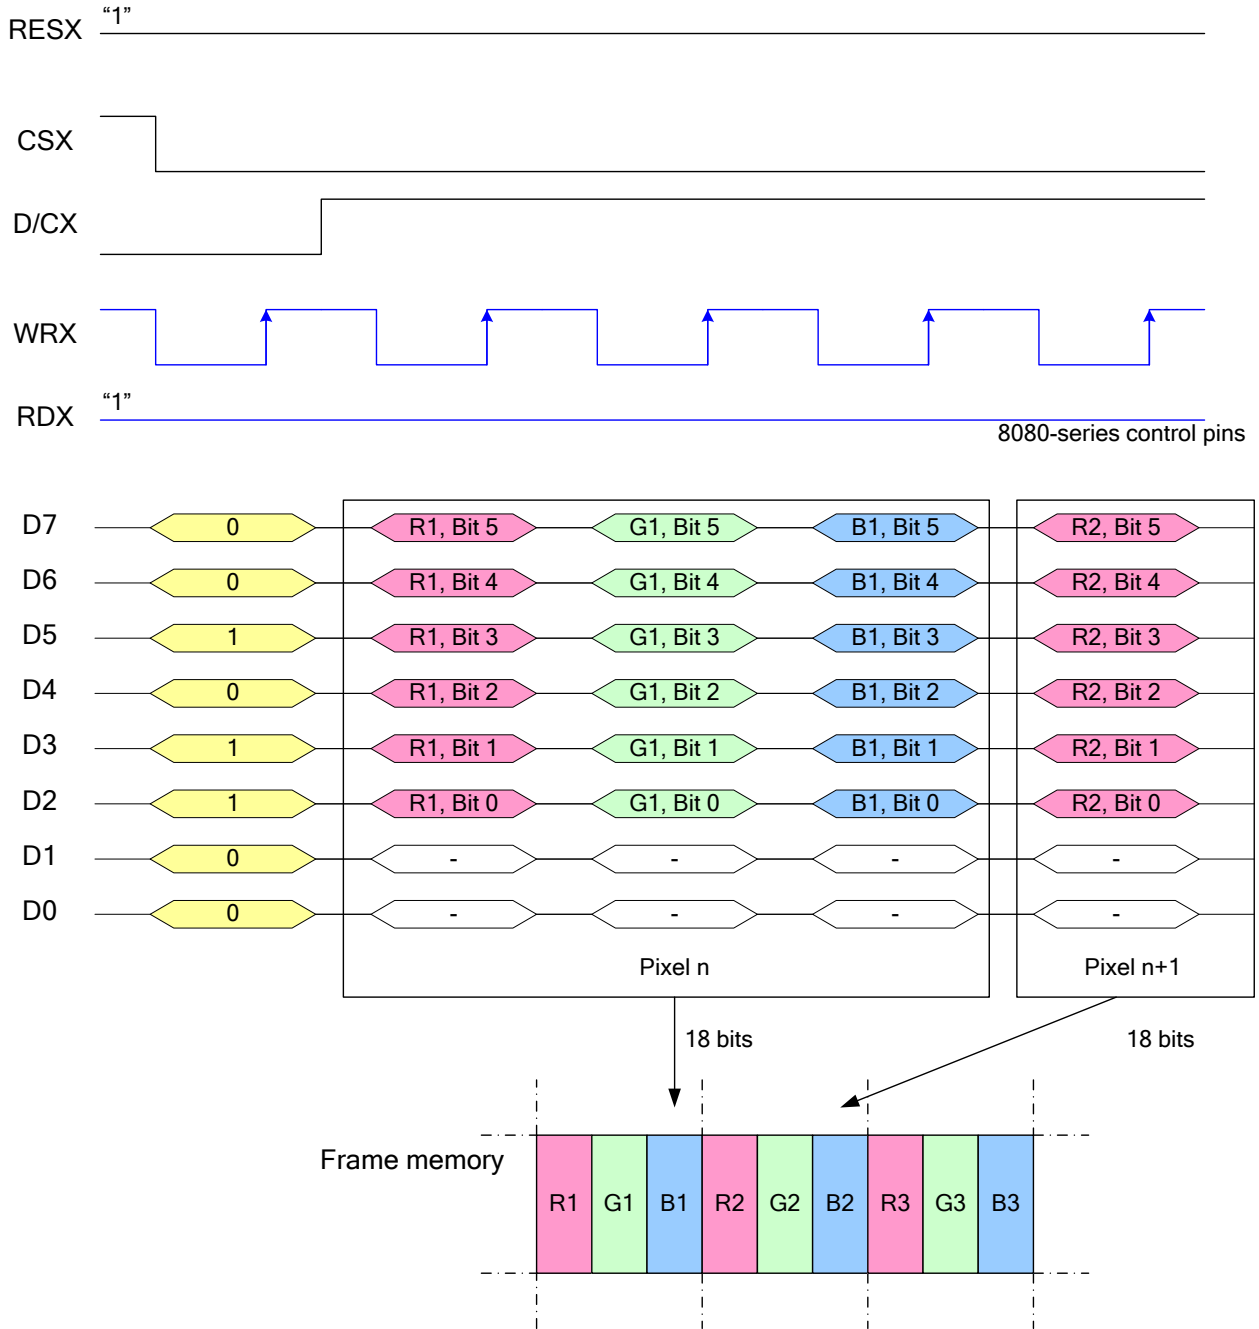 RESX “1”
CSX
D/CX
WRX
RDX “1”
8080-series control pins
D7 0 R1, Bit 5 G1, Bit 5 B1, Bit 5 R2, Bit 5
D6 0 R1, Bit 4 G1, Bit 4 B1, Bit 4 R2, Bit 4
D5 1 R1, Bit 3 G1, Bit 3 B1, Bit 3 R2, Bit 3
D4 0 R1, Bit 2 G1, Bit 2 B1, Bit 2 R2, Bit 2
D3 1 R1, Bit 1 G1, Bit 1 B1, Bit 1 R2, Bit 1
D2 1 R1, Bit 0 G1, Bit 0 B1, Bit 0 R2, Bit 0
D1 0 - - - -
D0 0 - - - -
Pixel n Pixel n+1
18 bits 18 bits
Frame memory
R1 G1 B1 R2 G2 B2 R3 G3 B3